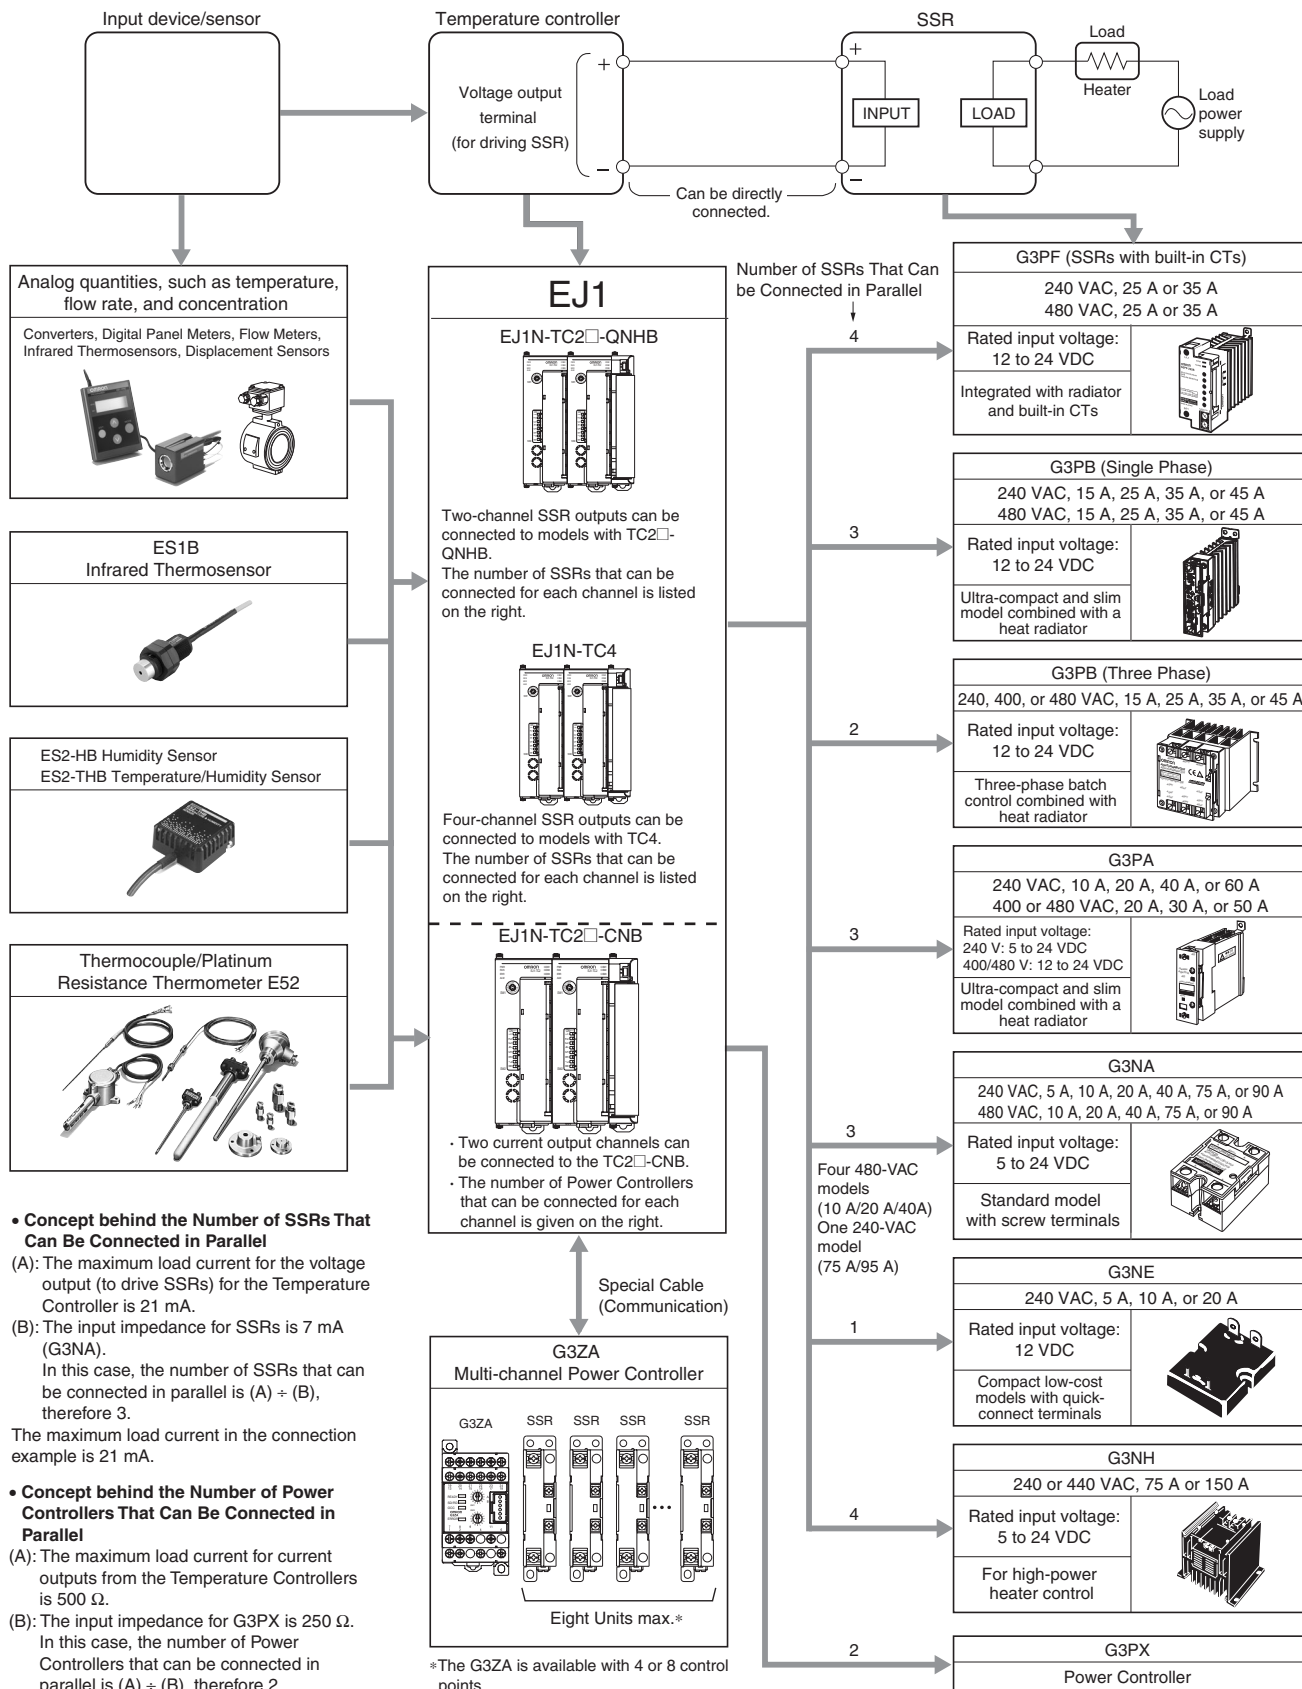 Input device/sensor
Temperature controller
SSR
Load
Heater
Load
power
supply
Voltage output
terminal
(for driving SSR)
+
−
+
−
INPUT
LOAD
Can be directly
connected.
Analog quantities, such as temperature,
flow rate, and concentration
Converters, Digital Panel Meters, Flow Meters,
Infrared Thermosensors, Displacement Sensors
ES1B
Infrared Thermosensor
ES2-HB Humidity Sensor
ES2-THB Temperature/Humidity Sensor
Thermocouple/Platinum
Resistance Thermometer E52
• Concept behind the Number of SSRs That
Can Be Connected in Parallel
(A): The maximum load current for the voltage
output (to drive SSRs) for the Temperature
Controller is 21 mA.
(B): The input impedance for SSRs is 7 mA
(G3NA).
In this case, the number of SSRs that can
be connected in parallel is (A) ÷ (B),
therefore 3.
The maximum load current in the connection
example is 21 mA.
• Concept behind the Number of Power
Controllers That Can Be Connected in
Parallel
(A): The maximum load current for current
outputs from the Temperature Controllers
is 500 Ω.
(B): The input impedance for G3PX is 250 Ω.
In this case, the number of Power
Controllers that can be connected in
parallel is (A) ÷ (B), therefore 2.
EJ1
EJ1N-TC2□-QNHB
Two-channel SSR outputs can be
connected to models with TC2□-
QNHB.
The number of SSRs that can be
connected for each channel is listed
on the right.
EJ1N-TC4
Four-channel SSR outputs can be
connected to models with TC4.
The number of SSRs that can be
connected for each channel is listed
on the right.
EJ1N-TC2□-CNB
· Two current output channels can
be connected to the TC2□-CNB.
· The number of Power Controllers
that can be connected for each
channel is given on the right.
Special Cable
(Communication)
G3ZA
Multi-channel Power Controller
G3ZA
SSR SSR SSR SSR
Eight Units max.*
*The G3ZA is available with 4 or 8 control
points.
Number of SSRs That Can
be Connected in Parallel
4
G3PF (SSRs with built-in CTs)
240 VAC, 25 A or 35 A
480 VAC, 25 A or 35 A
Rated input voltage:
12 to 24 VDC
Integrated with radiator
and built-in CTs
3
G3PB (Single Phase)
240 VAC, 15 A, 25 A, 35 A, or 45 A
480 VAC, 15 A, 25 A, 35 A, or 45 A
Rated input voltage:
12 to 24 VDC
Ultra-compact and slim
model combined with a
heat radiator
2
G3PB (Three Phase)
240, 400, or 480 VAC, 15 A, 25 A, 35 A, or 45 A
Rated input voltage:
12 to 24 VDC
Three-phase batch
control combined with
heat radiator
3
G3PA
240 VAC, 10 A, 20 A, 40 A, or 60 A
400 or 480 VAC, 20 A, 30 A, or 50 A
Rated input voltage:
240 V: 5 to 24 VDC
400/480 V: 12 to 24 VDC
Ultra-compact and slim
model combined with a
heat radiator
3
Four 480-VAC
models
(10 A/20 A/40A)
One 240-VAC
model
(75 A/95 A)
G3NA
240 VAC, 5 A, 10 A, 20 A, 40 A, 75 A, or 90 A
480 VAC, 10 A, 20 A, 40 A, 75 A, or 90 A
Rated input voltage:
5 to 24 VDC
Standard model
with screw terminals
1
G3NE
240 VAC, 5 A, 10 A, or 20 A
Rated input voltage:
12 VDC
Compact low-cost
models with quick-
connect terminals
4
G3NH
240 or 440 VAC, 75 A or 150 A
Rated input voltage:
5 to 24 VDC
For high-power
heater control
2
G3PX
Power Controller